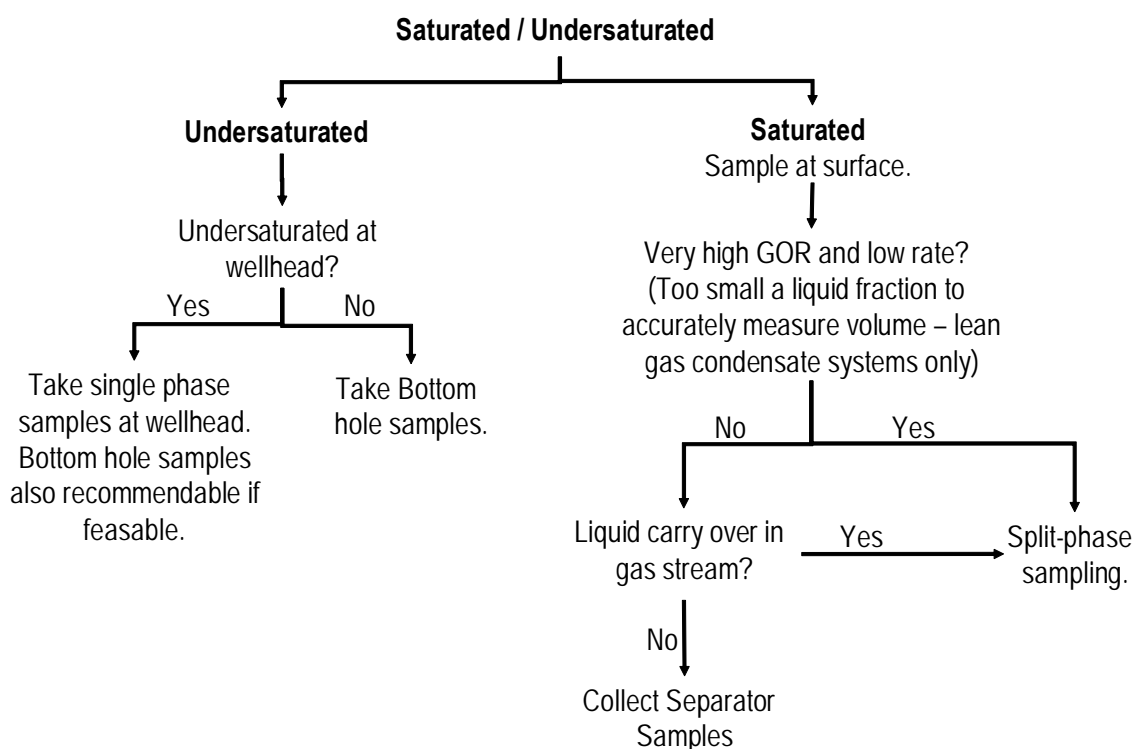 Saturated / Undersaturated
Undersaturated
Undersaturated at
wellhead?
Yes
No
Take single phase
samples at wellhead.
Bottom hole samples
also recommendable if
feasable.
Take Bottom
hole samples.
Saturated
Sample at surface.
Very high GOR and low rate?
(Too small a liquid fraction to
accurately measure volume – lean
gas condensate systems only)
No
Yes
Liquid carry over in
gas stream?
Yes
Split-phase
sampling.
No
Collect Separator
Samples